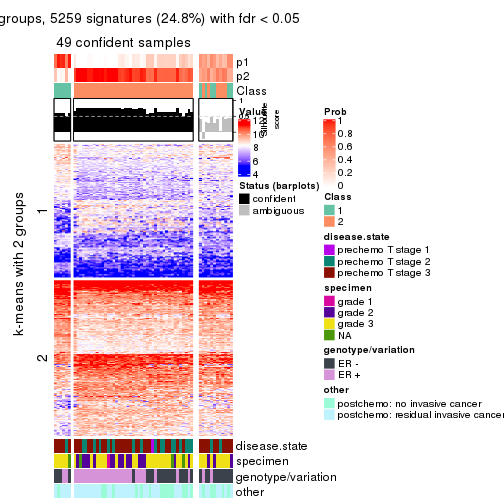 groups, 5259 signatures (24.8%) with fdr < 0.05
49 confident samples
p1
p2
Class
1
Silhouette
score
Value
12
8
6
4
Prob
1
0.8
0.6
0.4
0.2
0
Status (barplots)
confident
ambiguous
Class
1
2
disease.state
prechemo T stage 1
prechemo T stage 2
prechemo T stage 3
specimen
grade 1
grade 2
grade 3
NA
genotype/variation
ER -
ER +
other
postchemo: no invasive cancer
postchemo: residual invasive cancer
k-means with 2 groups
1
2
disease.state
specimen
genotype/variation
other